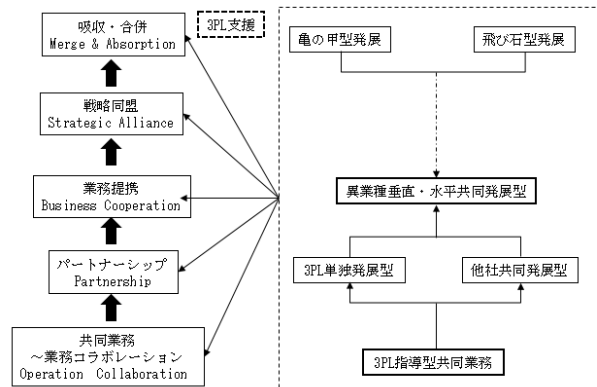 吸収・合併
Merge & Absorption
3PL支援
戦略同盟
Strategic Alliance
業務提携
Business Cooperation
パートナーシップ
Partnership
共同業務
～業務コラボレーション
Operation Collaboration
亀の甲型発展
飛び石型発展
異業種垂直・水平共同発展型
3PL単独発展型
他社共同発展型
3PL指導型共同業務